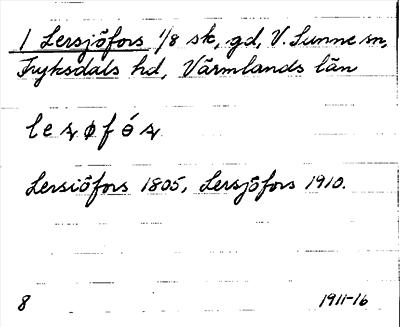 1 Lersjöfors 1/8 sk, gd, V. Sunne sn,
Fryksdals hd, Värmlands län
Lersiöfors 1805, Lersjöfors 1910.
8 1911-16